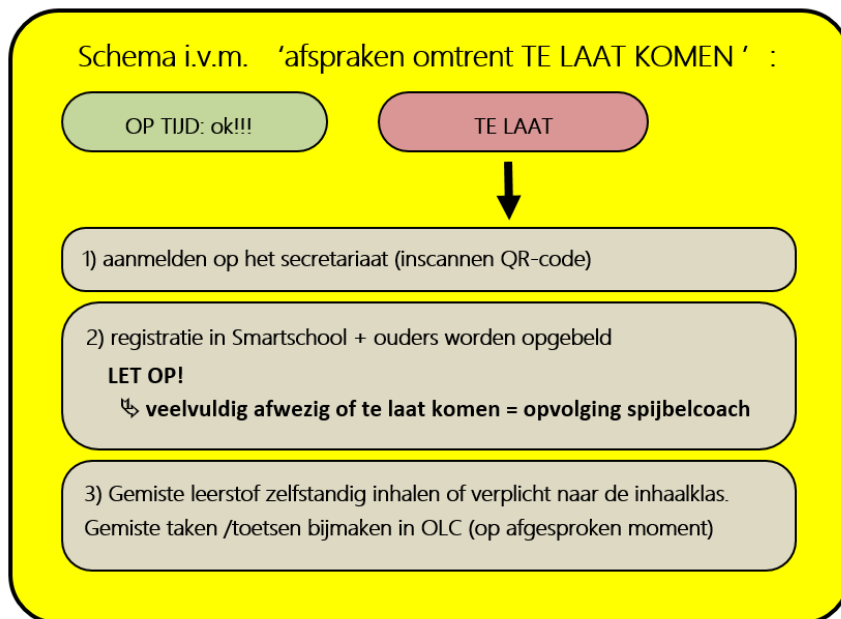 Schema i.v.m. ‘afspraken omtrent TE LAAT KOMEN ’ :
OP TIJD: ok!!!
TE LAAT
1) aanmelden op het secretariaat (inscannen QR-code)
2) registratie in Smartschool + ouders worden opgebeld
LET OP!
↳ veelvuldig afwezig of te laat komen = opvolging spijbelcoach
3) Gemiste leerstof zelfstandig inhalen of verplicht naar de inhaalklas.
Gemiste taken /toetsen bijmaken in OLC (op afgesproken moment)